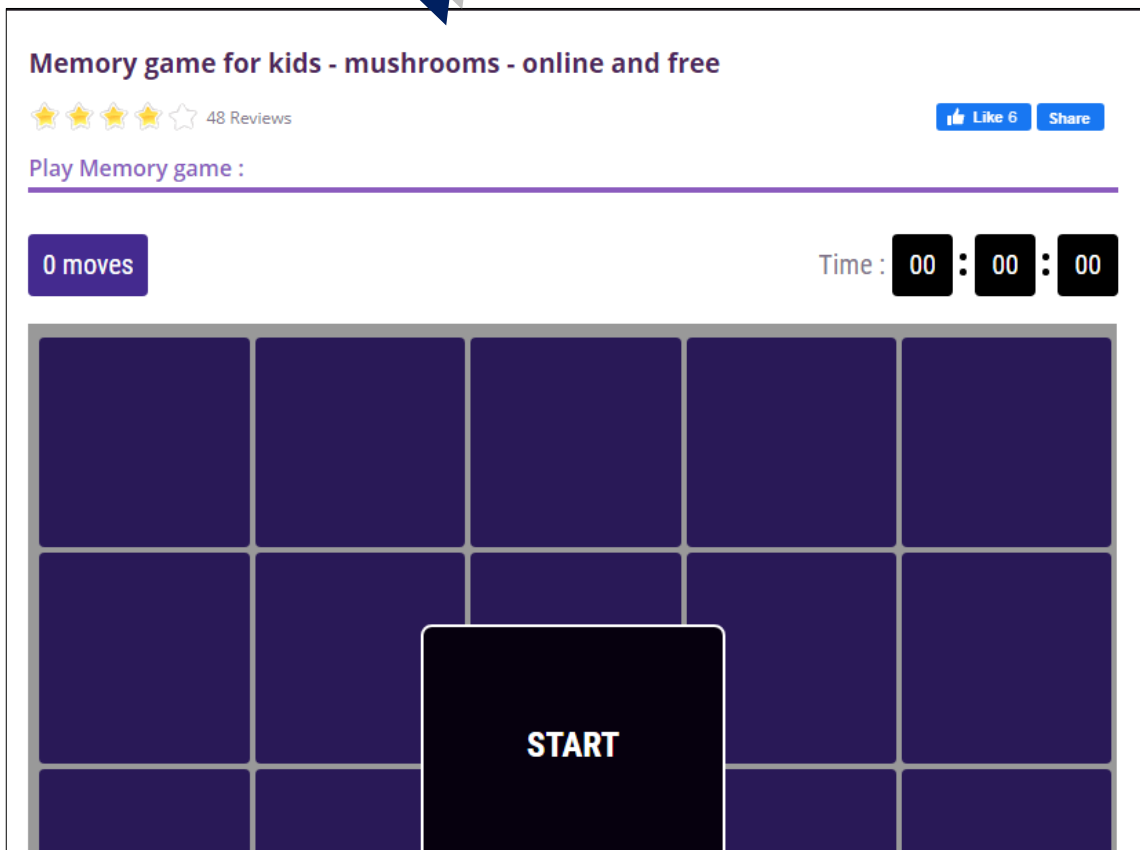 Memory game for kids - mushrooms - online and free
48 Reviews
Like 6 Share
Play Memory game :
0 moves
Time : 00 : 00 : 00
START